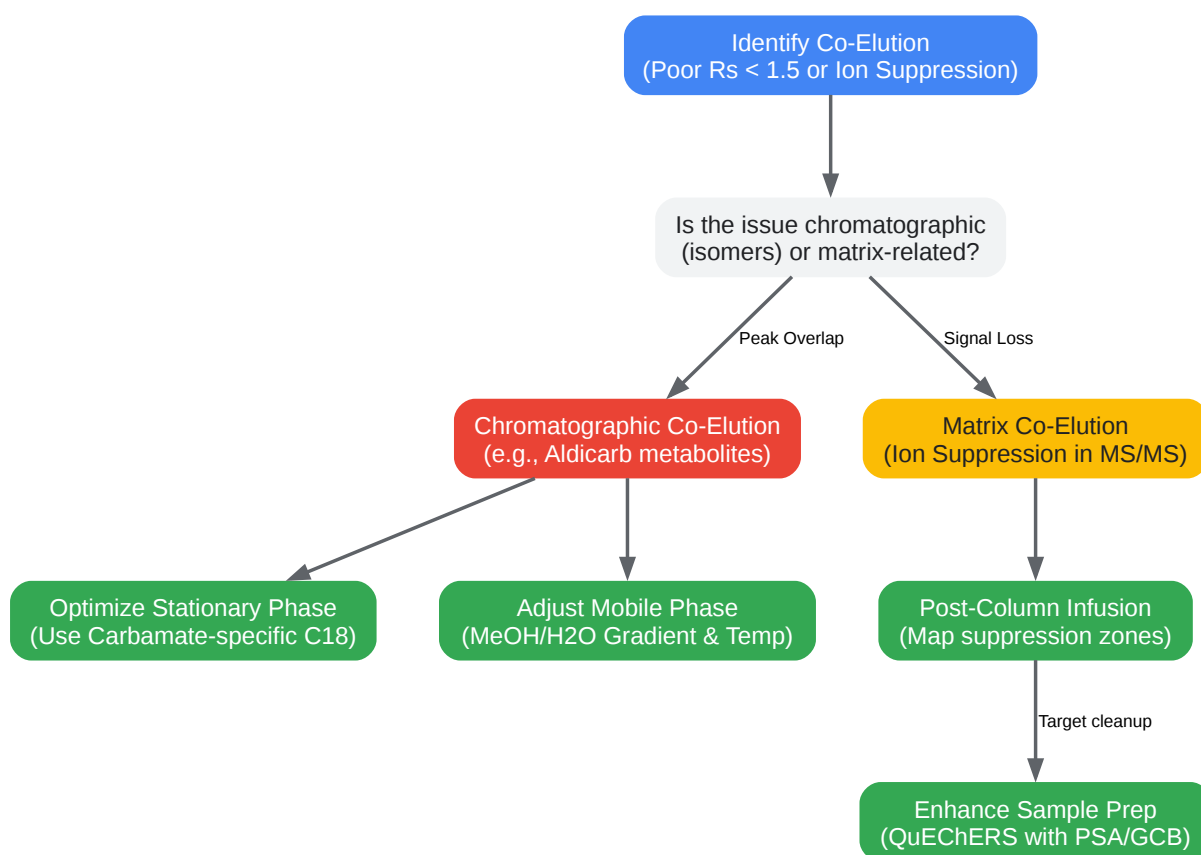 Identify Co-Elution
(Poor Rs < 1.5 or Ion Suppression)
Is the issue chromatographic
(isomers) or matrix-related?
Peak Overlap
Signal Loss
Chromatographic Co-Elution
(e.g., Aldicarb metabolites)
Matrix Co-Elution
(Ion Suppression in MS/MS)
Optimize Stationary Phase
(Use Carbamate-specific C18)
Adjust Mobile Phase
(MeOH/H2O Gradient & Temp)
Post-Column Infusion
(Map suppression zones)
Target cleanup
Enhance Sample Prep
(QuEChERS with PSA/GCB)